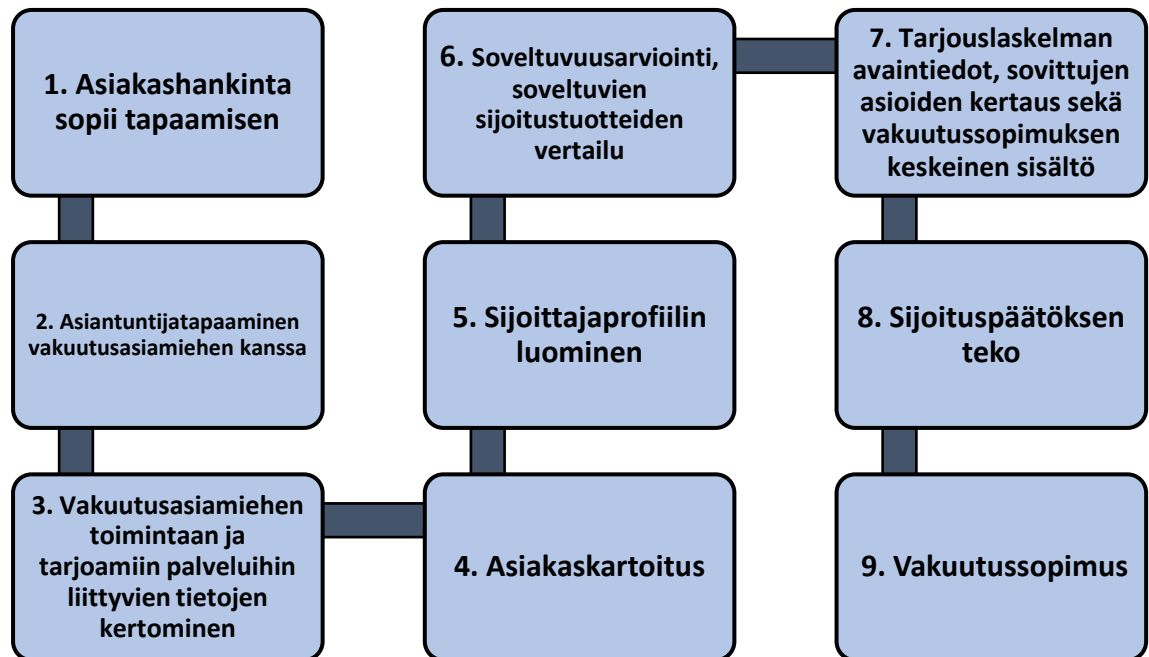 1. Asiakashankinta
sopii tapaamisen
2. Asiantuntijatapaaminen
vakuutusasiamiehen kanssa
3. Vakuutusasiamiehen
toimintaan ja
tarjoamiin palveluihin
liittyvien tietojen
kertominen
4. Asiakaskartoitus
5. Sijoittajaprofiilin
luominen
6. Soveltuvuusarviointi,
soveltuvien
sijoitustuotteiden
vertailu
7. Tarjouslaskelman
avaintiedot, sovittujen
asioiden kertaus sekä
vakuutussopimuksen
keskeinen sisältö
8. Sijoituspäätöksen
teko
9. Vakuutussopimus